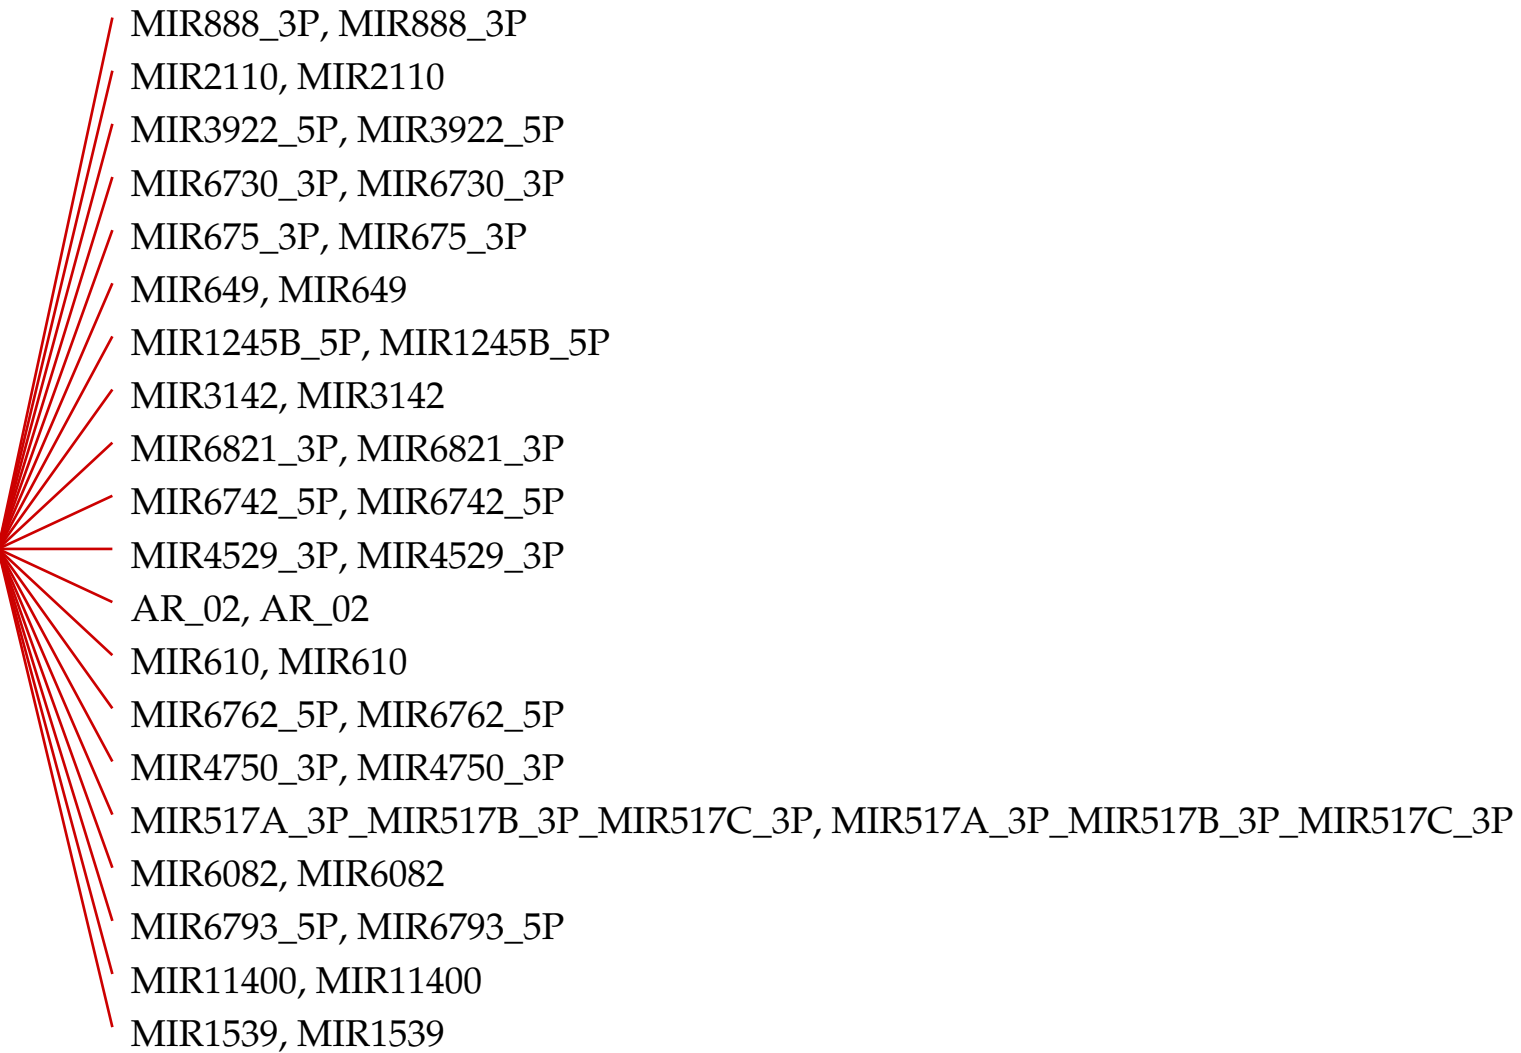 MIR888_3P, MIR888_3P
MIR2110, MIR2110
MIR3922_5P, MIR3922_5P
MIR6730_3P, MIR6730_3P
MIR675_3P, MIR675_3P
MIR649, MIR649
MIR1245B_5P, MIR1245B_5P
MIR3142, MIR3142
MIR6821_3P, MIR6821_3P
MIR6742_5P, MIR6742_5P
MIR4529_3P, MIR4529_3P
AR_02, AR_02
MIR610, MIR610
MIR6762_5P, MIR6762_5P
MIR4750_3P, MIR4750_3P
MIR517A_3P_MIR517B_3P_MIR517C_3P, MIR517A_3P_MIR517B_3P_MIR517C_3P
MIR6082, MIR6082
MIR6793_5P, MIR6793_5P
MIR11400, MIR11400
MIR1539, MIR1539